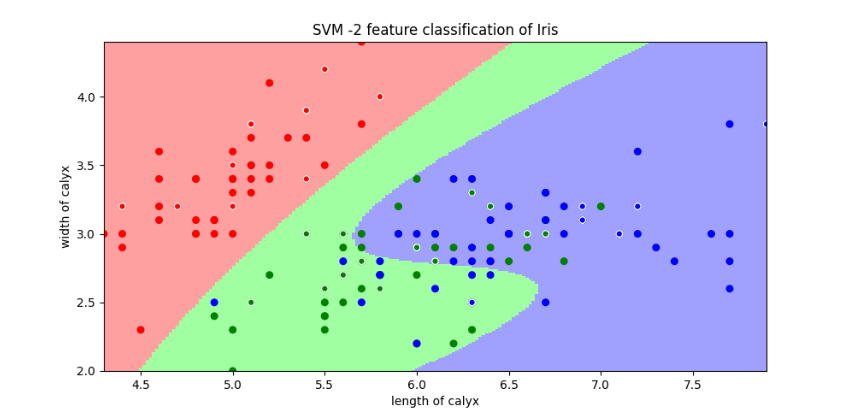 SVM -2 feature classification of Iris
width of calyx
4.0
3.5
3.0
2.5
2.0
4.5 5.0 5.5 6.0 6.5 7.0 7.5
length of calyx